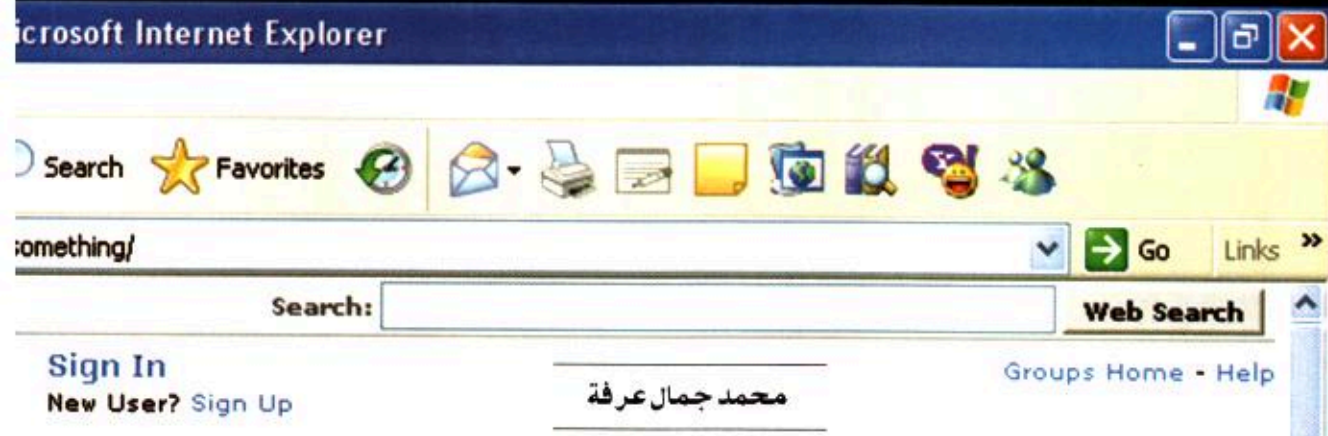 icrosoft Internet Explorer
Search Favorites
something/ Go Links »
Search: Web Search
Sign In
Groups Home - Help
New User? Sign Up
محمد جمال عرفة